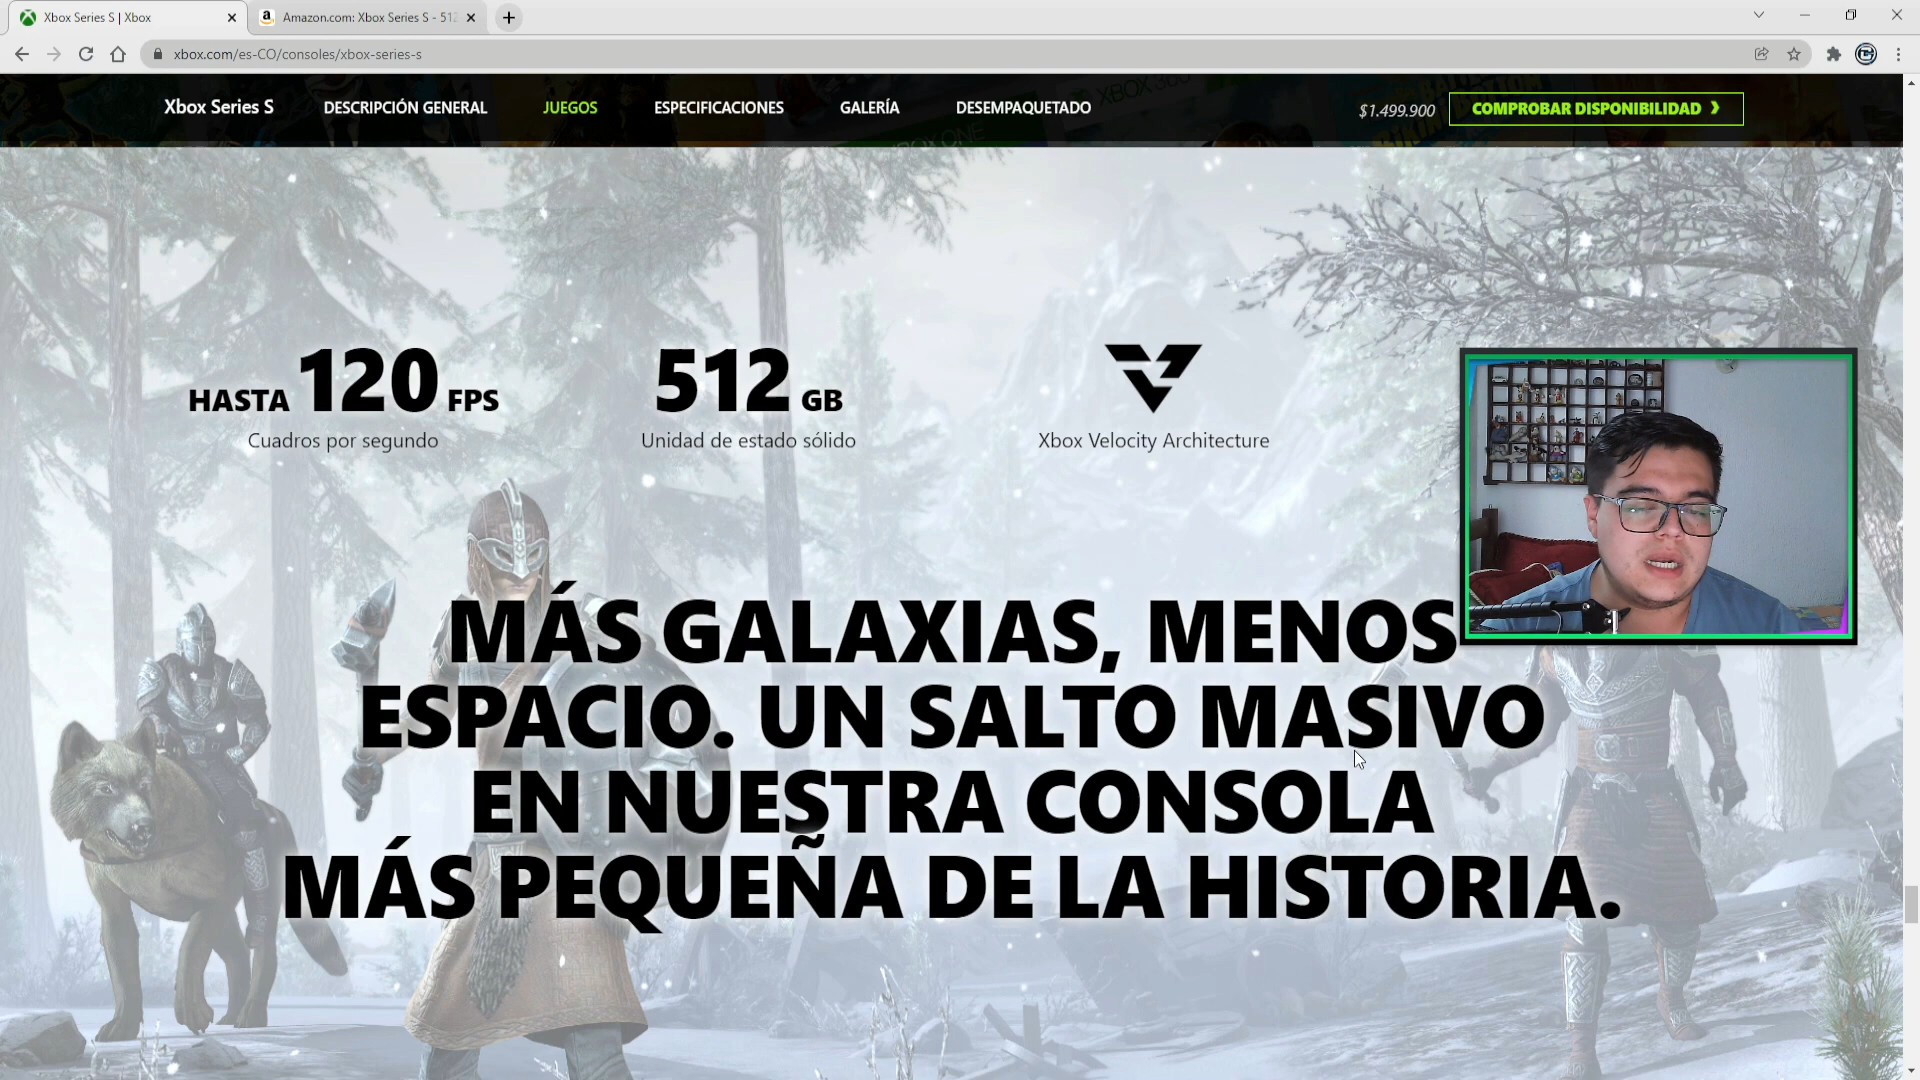 Xbox Series S | Xbox
Amazon.com: Xbox Series S - 512
xbox.com/es-CO/consoles/xbox-series-s
Xbox Series S
DESCRIPCIÓN GENERAL
JUEGOS
ESPECIFICACIONES
GALERÍA
DESEMPAQUETADO
$1.499.900
COMPROBAR DISPONIBILIDAD
HASTA 120 FPS
Cuadros por segundo
512 GB
Unidad de estado sólido
Xbox Velocity Architecture
MÁS GALAXIAS, MENOS
ESPACIO. UN SALTO MASIVO
EN NUESTRA CONSOLA
MÁS PEQUEÑA DE LA HISTORIA.